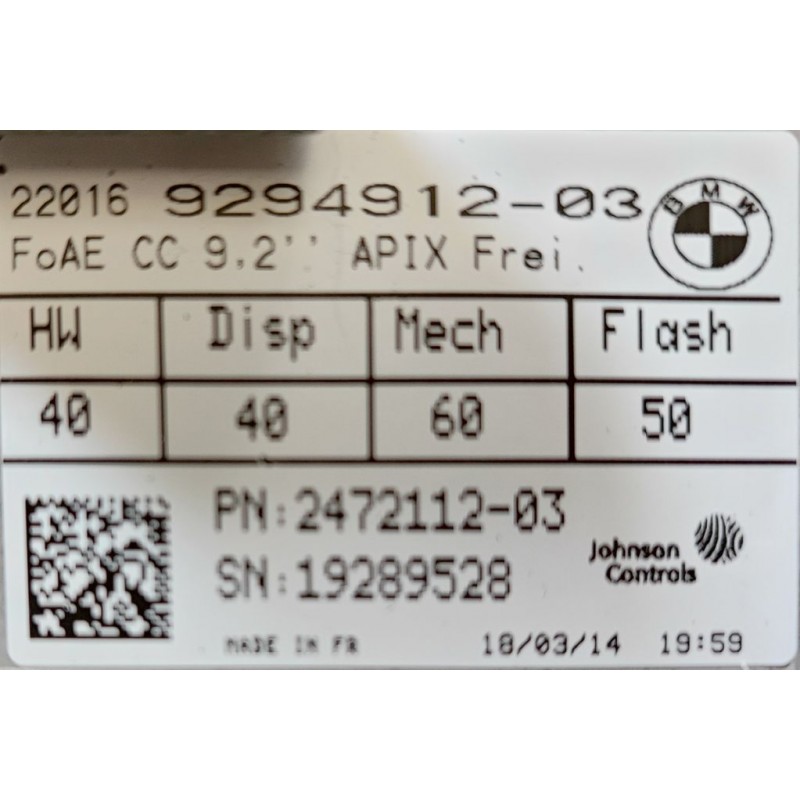 22016 9294912-03
BMW
FoAE CC 9,2'' APIX Frei.
HW Disp Mech Flash
40 40 60 50
PN:2472112-03
SN:19289528
Johnson
Controls
MADE IN FR
18/03/14 19:59